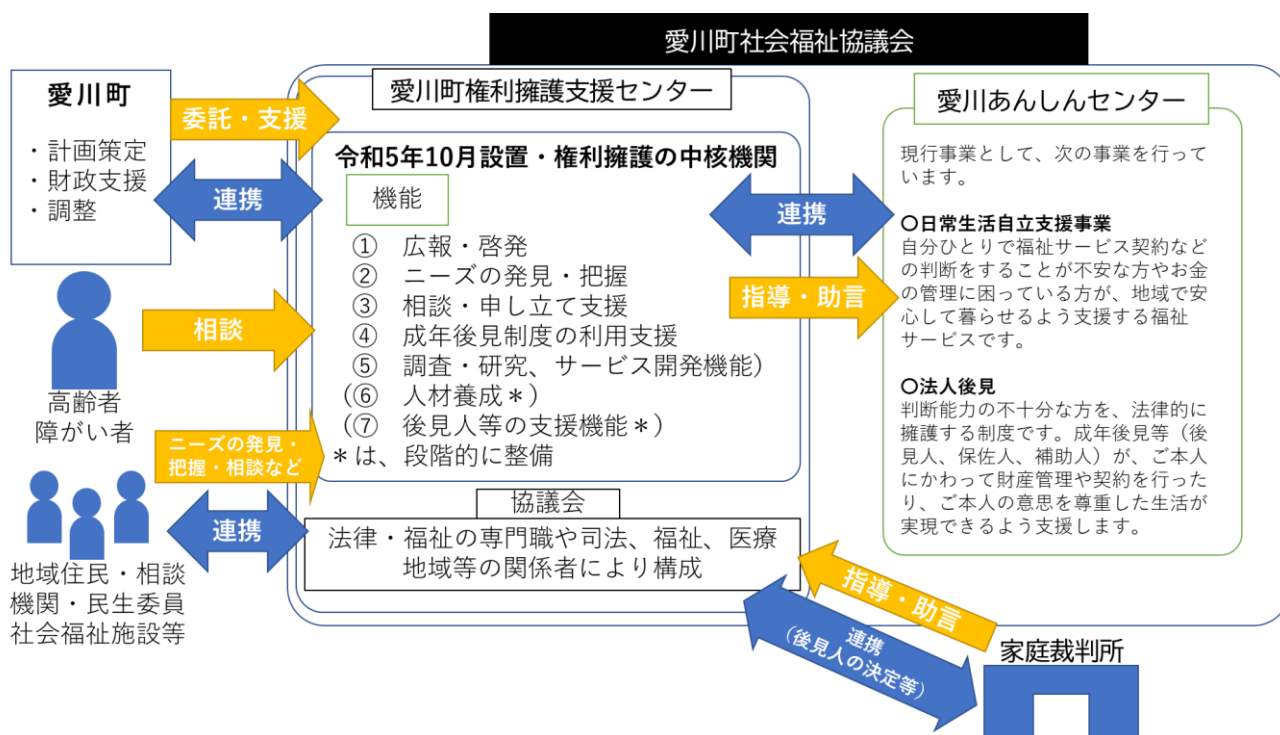 愛川町社会福祉協議会
愛川町
・計画策定
・財政支援
・調整
委託・支援
連携
高齢者
障がい者
相談
ニーズの発見・
把握・相談など
連携
地域住民・相談
機関・民生委員
社会福祉施設等
愛川町権利擁護支援センター
令和5年10月設置・権利擁護の中核機関
機能
① 広報・啓発
② ニーズの発見・把握
③ 相談・申し立て支援
④ 成年後見制度の利用支援
⑤ 調査・研究、サービス開発機能)
(⑥ 人材養成＊)
(⑦ 後見人等の支援機能＊)
＊は、段階的に整備
協議会
法律・福祉の専門職や司法、福祉、医療
地域等の関係者により構成
連携
指導・助言
愛川あんしんセンター
現行事業として、次の事業を行って
います。
〇日常生活自立支援事業
自分ひとりで福祉サービス契約など
の判断をすることが不安な方やお金
の管理に困っている方が、地域で安
心して暮らせるよう支援する福祉
サービスです。
〇法人後見
判断能力の不十分な方を、法律的に
擁護する制度です。成年後見等（後
見人、保佐人、補助人）が、ご本人
にかわって財産管理や契約を行った
り、ご本人の意思を尊重した生活が
実現できるよう支援します。
指導・助言
連携
(後見人の決定等)
家庭裁判所